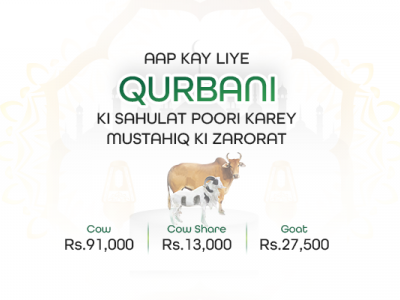 AAP KAY LIYE
QURBANI
KI SAHULAT POORI KAREY
MUSTAHIQ KI ZARORAT
Cow
Rs.91,000
Cow Share
Rs.13,000
Goat
Rs.27,500